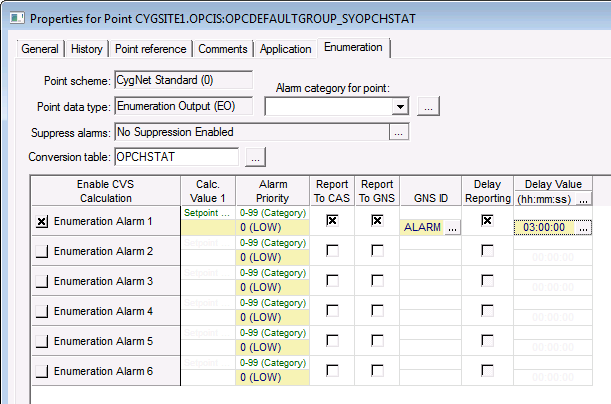 Properties for Point CYGSITE1.OPCIS:OPCDEFAULTGROUP_SYOPCHSTAT
General History Point reference Comments Application Enumeration
Point scheme: CygNet Standard (0)
Alarm category for point:
Point data type: Enumeration Output (EO) ...
Suppress alarms: No Suppression Enabled ...
Conversion table: OPCHSTAT ...
Enable CVS Calculation Calc. Value 1 Alarm Priority Report To CAS Report To GNS GNS ID Delay Reporting Delay Value (hh:mm:ss) ...
Enumeration Alarm 1 Setpoint ... 0-99 (Category) 0 (LOW) ALARM ... 03:00:00 ...
Enumeration Alarm 2 Setpoint ... 0-99 (Category) 0 (LOW) 00:00:00
Enumeration Alarm 3 Setpoint ... 0-99 (Category) 0 (LOW) 00:00:00
Enumeration Alarm 4 Setpoint ... 0-99 (Category) 0 (LOW) 00:00:00
Enumeration Alarm 5 Setpoint ... 0-99 (Category) 0 (LOW) 00:00:00
Enumeration Alarm 6 Setpoint ... 0-99 (Category) 0 (LOW) 00:00:00